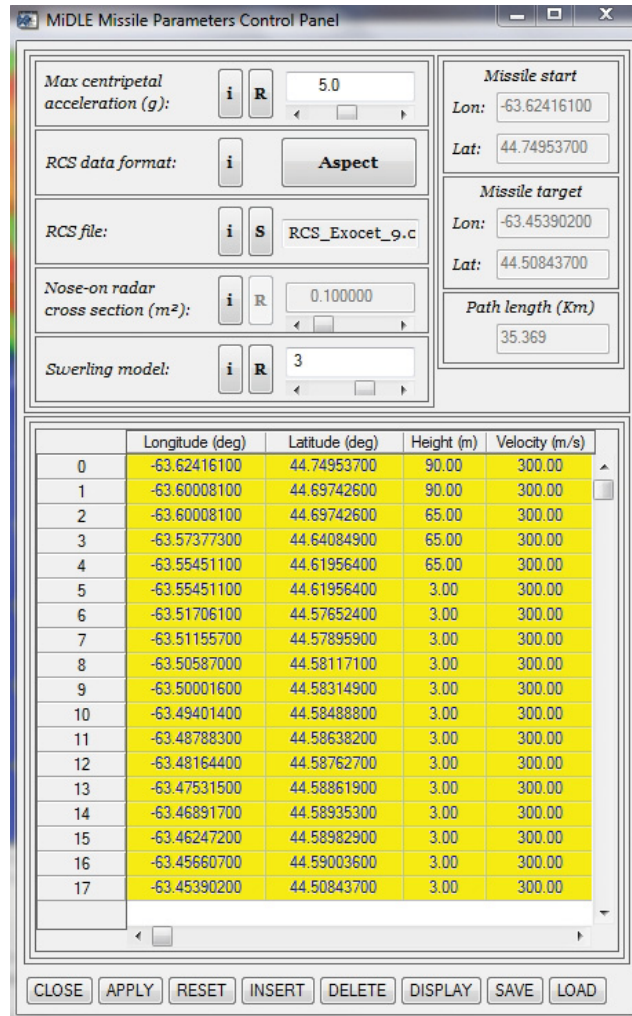 MiDLE Missile Parameters Control Panel
Max centripetal
acceleration (g):
i R 5.0
RCS data format:
i Aspect
RCS file:
i S RCS_Exocet_9.c
Nose-on radar
cross section (m²):
i R 0.100000
Swerling model:
i R 3
Missile start
Lon: -63.62416100
Lat: 44.74953700
Missile target
Lon: -63.45390200
Lat: 44.50843700
Path length (Km)
35.369
Longitude (deg) Latitude (deg) Height (m) Velocity (m/s)
0 -63.62416100 44.74953700 90.00 300.00
1 -63.60008100 44.69742600 90.00 300.00
2 -63.60008100 44.69742600 65.00 300.00
3 -63.57377300 44.64084900 65.00 300.00
4 -63.55451100 44.61956400 65.00 300.00
5 -63.55451100 44.61956400 3.00 300.00
6 -63.51706100 44.57652400 3.00 300.00
7 -63.51155700 44.57895900 3.00 300.00
8 -63.50587000 44.58117100 3.00 300.00
9 -63.50001600 44.58314900 3.00 300.00
10 -63.49401400 44.58488800 3.00 300.00
11 -63.48788300 44.58638200 3.00 300.00
12 -63.48164400 44.58762700 3.00 300.00
13 -63.47531500 44.58861900 3.00 300.00
14 -63.46891700 44.58935300 3.00 300.00
15 -63.46247200 44.58982900 3.00 300.00
16 -63.45660700 44.59003600 3.00 300.00
17 -63.45390200 44.50843700 3.00 300.00
CLOSE APPLY RESET INSERT DELETE DISPLAY SAVE LOAD